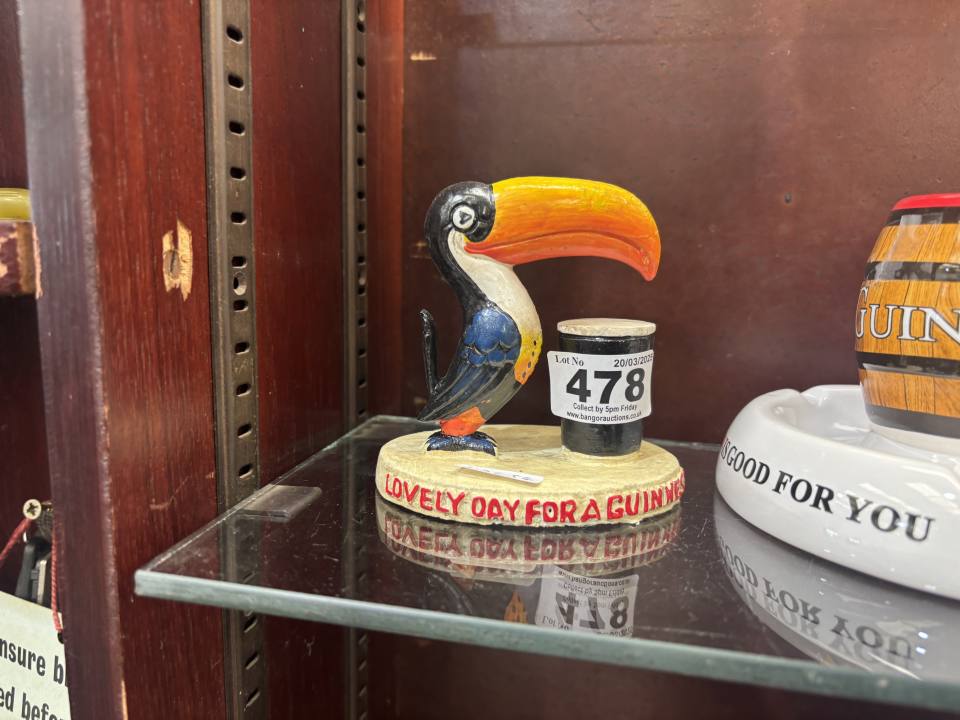 Lot No 20/03/2025
478
Collect by 5pm Friday
www.bangorauctions.co.uk
LOVELY DAY FOR A GUINNESS
GUIN
IS GOOD FOR YOU
nsure b
ed befo